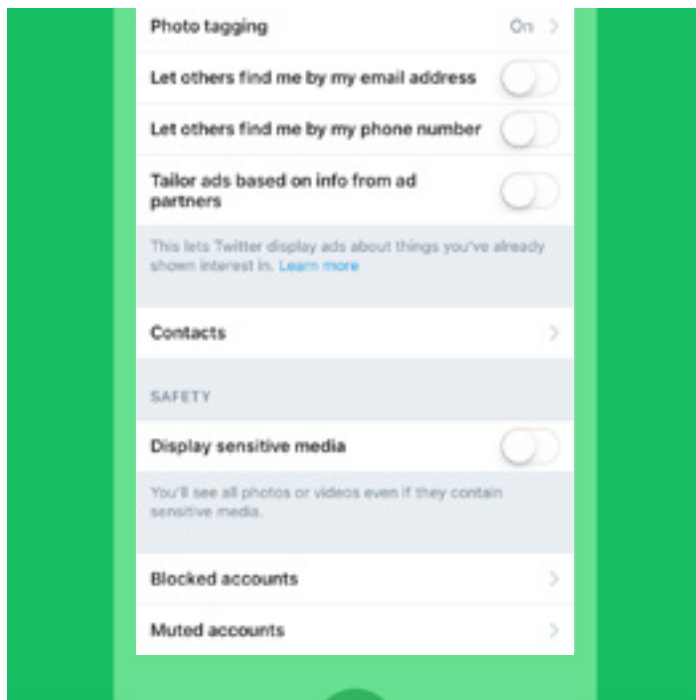 Photo tagging On
Let others find me by my email address
Let others find me by my phone number
Tailor ads based on info from ad
partners
This lets Twitter display ads about things you've already
shown interest in. Learn more
Contacts
SAFETY
Display sensitive media
You'll see all photos or videos even if they contain
sensitive media.
Blocked accounts
Muted accounts